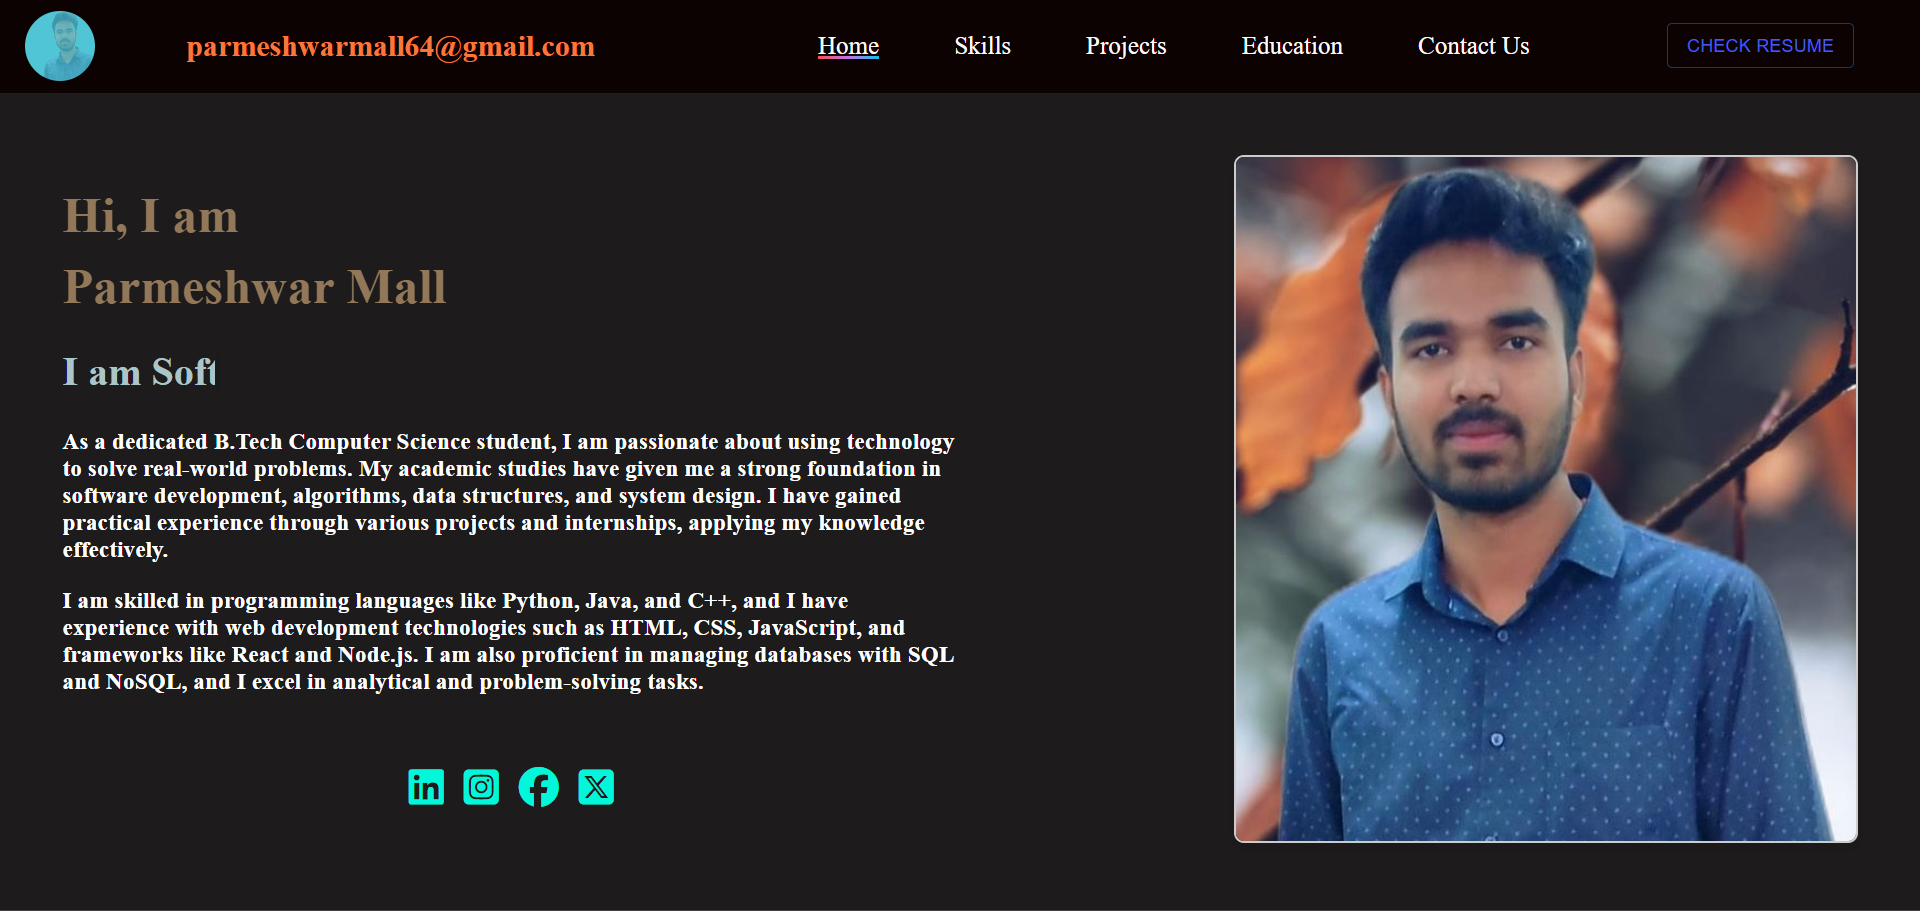 parmeshwarmall64@gmail.com
Home
Skills
Projects
Education
Contact Us
CHECK RESUME
Hi, I am
Parmeshwar Mall
I am Soft
As a dedicated B.Tech Computer Science student, I am passionate about using technology
to solve real-world problems. My academic studies have given me a strong foundation in
software development, algorithms, data structures, and system design. I have gained
practical experience through various projects and internships, applying my knowledge
effectively.
I am skilled in programming languages like Python, Java, and C++, and I have
experience with web development technologies such as HTML, CSS, JavaScript, and
frameworks like React and Node.js. I am also proficient in managing databases with SQL
and NoSQL, and I excel in analytical and problem-solving tasks.
in